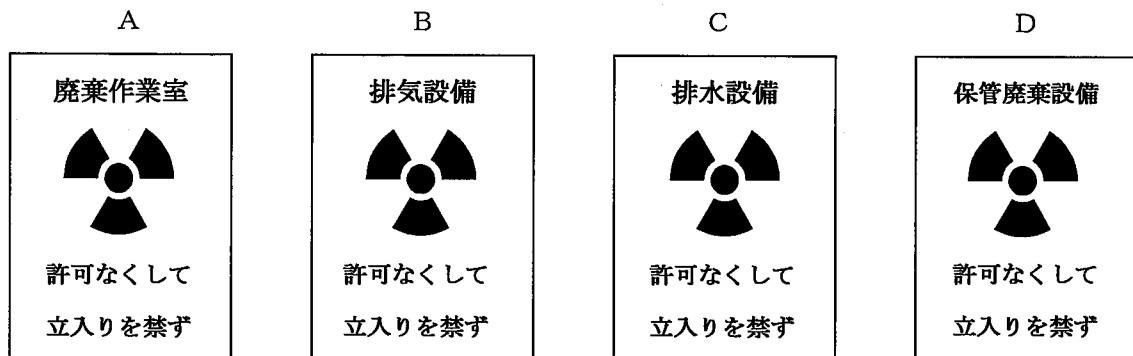 A
廃棄作業室
許可なくして
立入りを禁ず
B
排気設備
許可なくして
立入りを禁ず
C
排水設備
許可なくして
立入りを禁ず
D
保管廃棄設備
許可なくして
立入りを禁ず